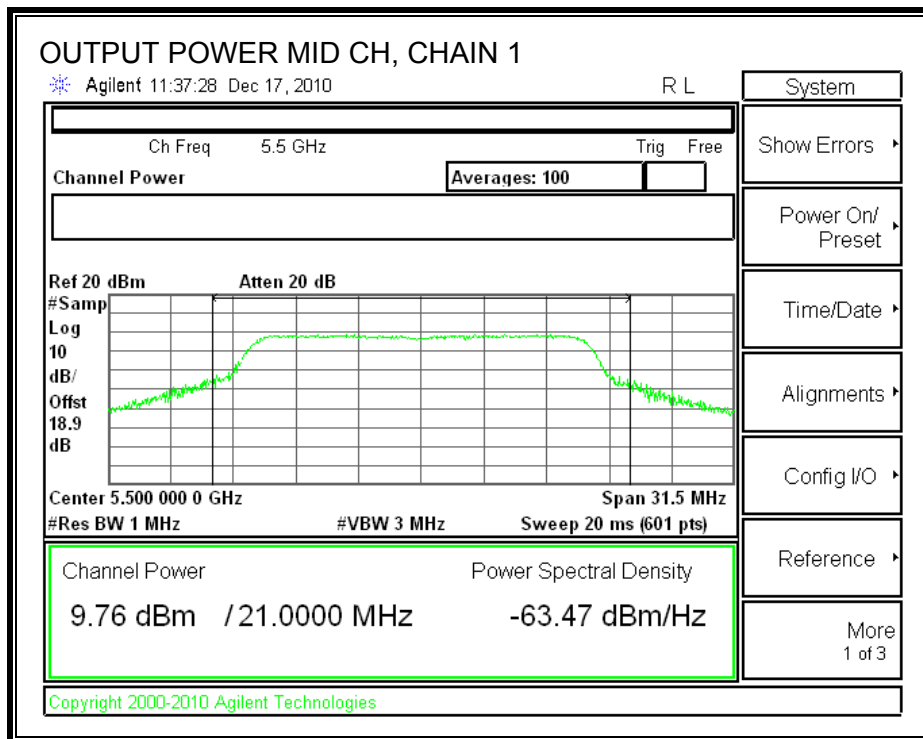 OUTPUT POWER MID CH, CHAIN 1
Agilent 11:37:28 Dec 17, 2010
R L
System
Ch Freq 5.5 GHz
Trig Free
Channel Power
Averages: 100
Show Errors
Power On/
Preset
Ref 20 dBm
Atten 20 dB
#Samp
Log
10
dB/
Offst
18.9
dB
Time/Date
Alignments
Center 5.500 000 0 GHz
Span 31.5 MHz
#Res BW 1 MHz
#VBW 3 MHz
Sweep 20 ms (601 pts)
Config I/O
Channel Power
Power Spectral Density
9.76 dBm /21.0000 MHz
-63.47 dBm/Hz
Reference
More
1 of 3
Copyright 2000-2010 Agilent Technologies